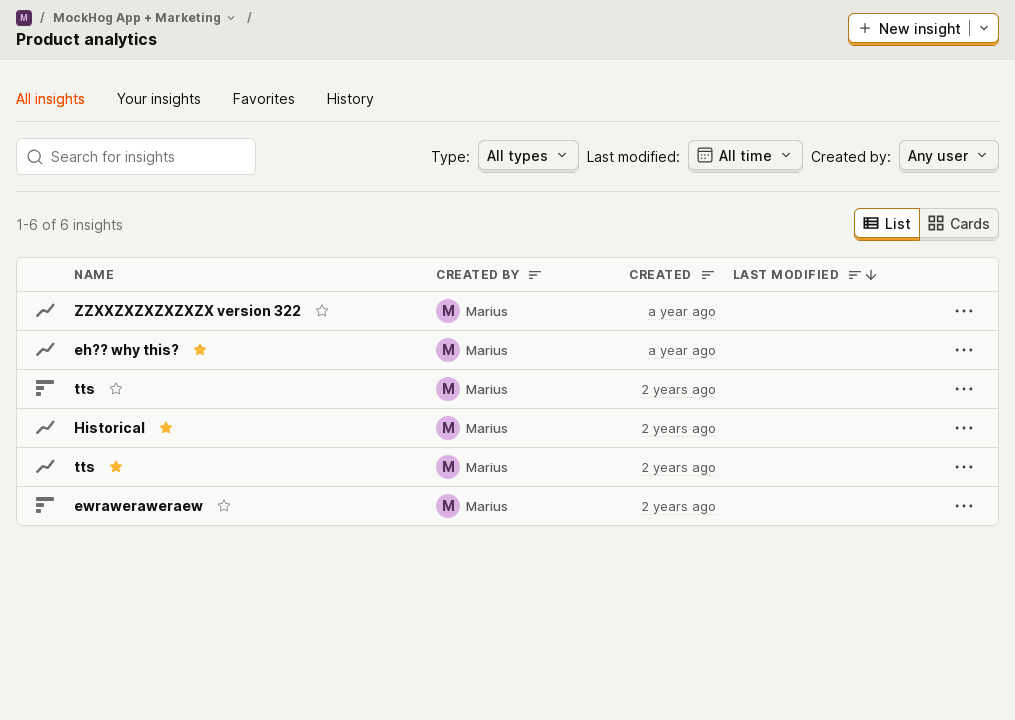 M / MockHog App + Marketing /
Product analytics
New insight
All insights Your insights Favorites History
Search for insights Type: All types Last modified: All time Created by: Any user
1-6 of 6 insights List Cards
NAME CREATED BY CREATED LAST MODIFIED
ZZXXZXZXZXZXZX version 322 M Marius a year ago
eh?? why this? M Marius a year ago
tts M Marius 2 years ago
Historical M Marius 2 years ago
tts M Marius 2 years ago
ewraweraweraew M Marius 2 years ago